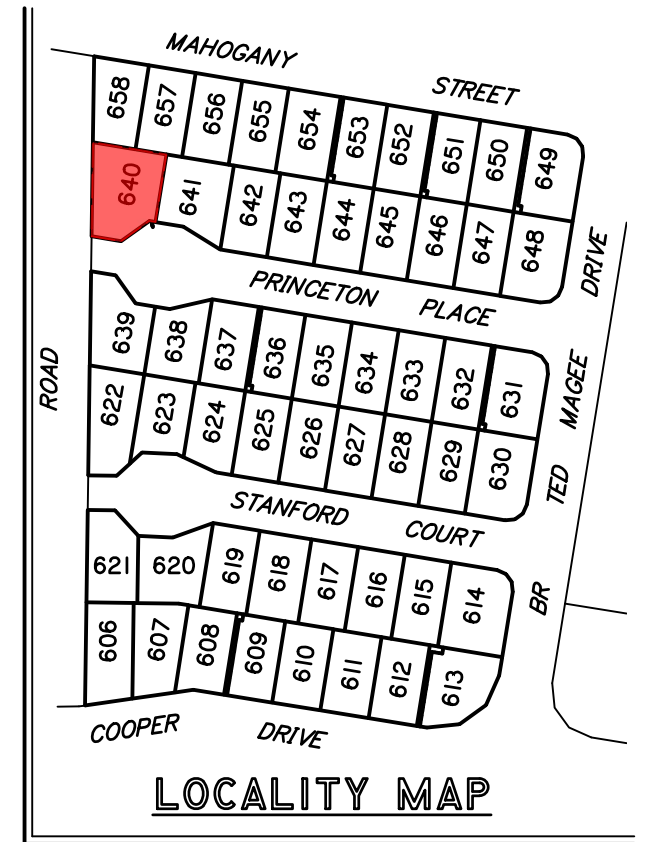 MAHOGANY STREET
658 657 656 655 654 653 652 651 650 649
640 641 642 643 644 645 646 647 648
PRINCETON PLACE
DRIVE
639 638 637 636 635 634 633 632 631
ROAD
MAGEE
622 623 624 625 626 627 628 629 630
TED
STANFORD COURT
621 620 619 618 617 616 615 614
BR
606 607 608 609 610 611 612 613
COOPER DRIVE
LOCALITY MAP